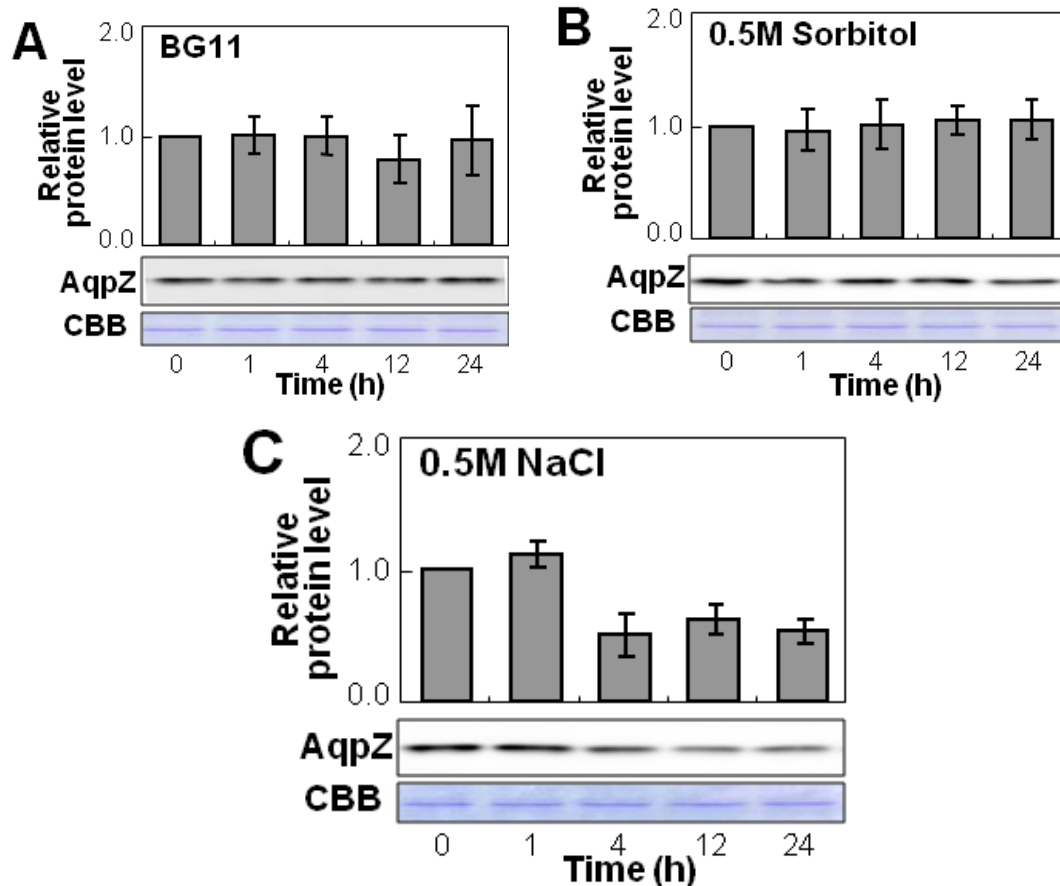 A
BG11
2.0
1.0
0.0
Relative
protein level
AqpZ
CBB
0 1 4 12 24
Time (h)
B
0.5M Sorbitol
2.0
1.0
0.0
Relative
protein level
AqpZ
CBB
0 1 4 12 24
Time (h)
C
0.5M NaCl
2.0
1.0
0.0
Relative
protein level
AqpZ
CBB
0 1 4 12 24
Time (h)